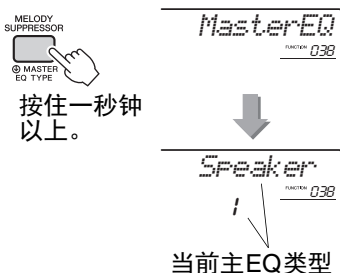 MELODY
SUPPRESSOR
MASTER
EQ TYPE
按住一秒钟
以上。
MasterEQ
FUNCTION 038
Speaker
FUNCTION 038
1
当前主EQ类型